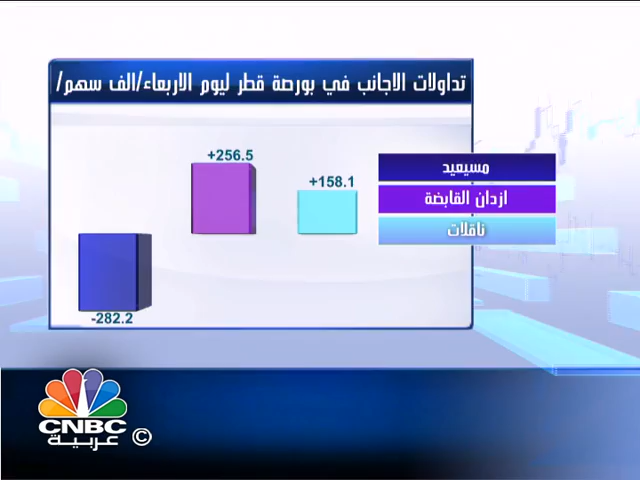 تداولات الاجانب في بورصة قطر ليوم الاربعاء/الف سهم/
+256.5
+158.1
-282.2
مسيعيد
ازدان القابضة
ناقلات
CNBC
عربية ©